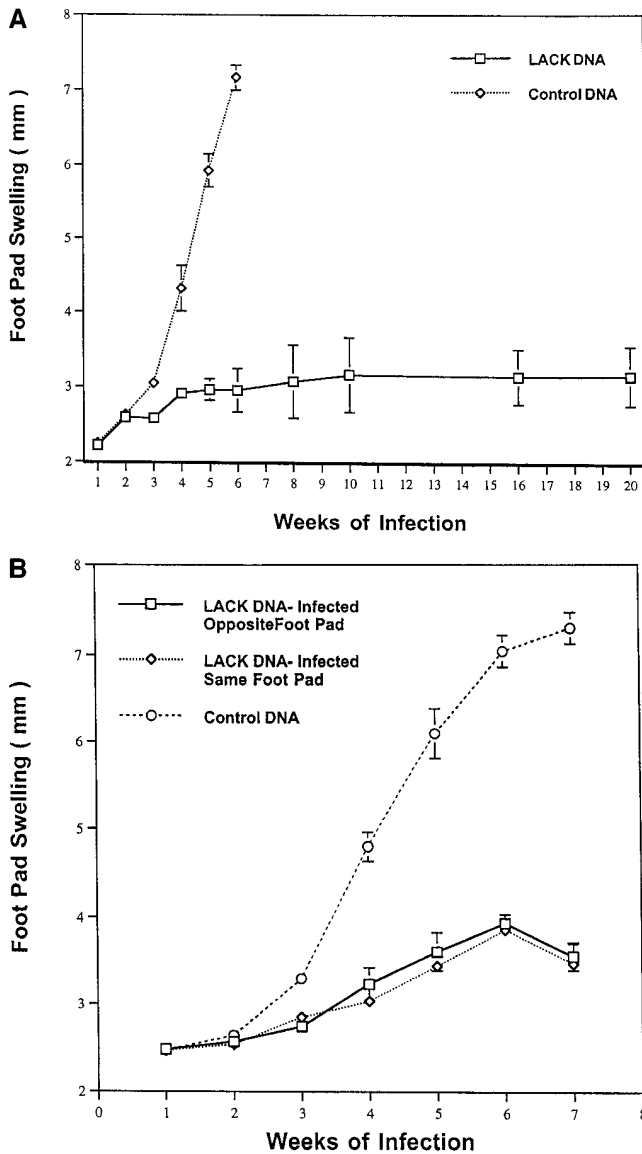 A
8
7
6
5
4
3
2
Foot Pad Swelling ( mm )
LACK DNA
Control DNA
1 2 3 4 5 6 7 8 9 10 11 12 13 14 15 16 17 18 19 20
Weeks of Infection
B
8
7
6
5
4
3
2
Foot Pad Swelling ( mm )
LACK DNA- Infected
OppositeFoot Pad
LACK DNA- Infected
Same Foot Pad
Control DNA
0 1 2 3 4 5 6 7 8
Weeks of Infection